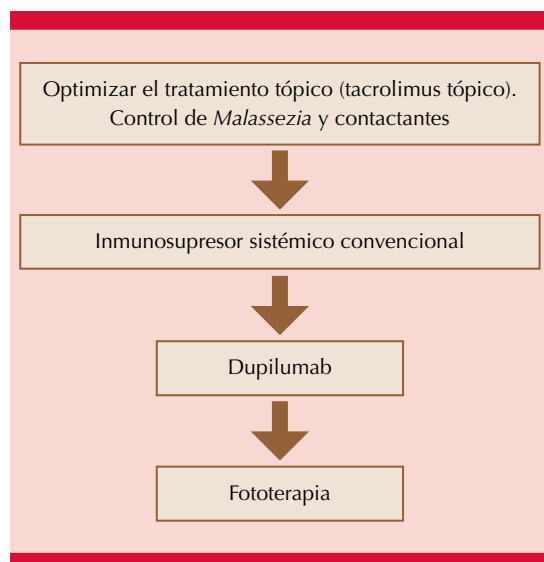 Optimizar el tratamiento tópico (tacrolimus tópico).
Control de Malassezia y contactantes
Inmunosupresor sistémico convencional
Dupilumab
Fototerapia